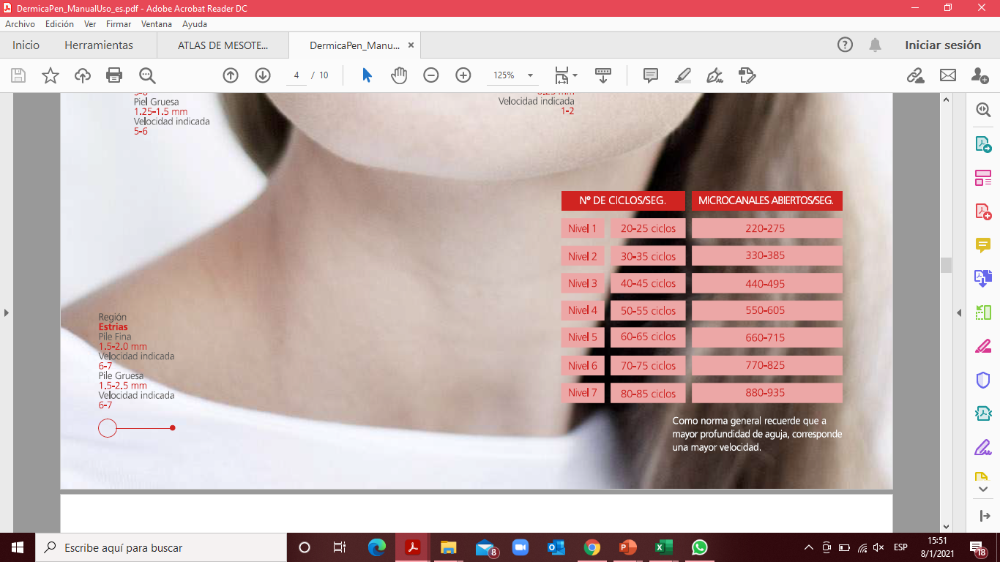 DermicaPen_ManualUso_es.pdf - Adobe Acrobat Reader DC
Archivo Edición Ver Firmar Ventana Ayuda
Inicio Herramientas ATLAS DE MESOTE... DermicaPen_Manu... × Iniciar sesión
4 / 10 125%
Piel Gruesa
1.25-1.5 mm
Velocidad indicada
5-6
Velocidad indicada
1-2
Nº DE CICLOS/SEG. MICROCANALES ABIERTOS/SEG.
Nivel 1 20-25 ciclos 220-275
Nivel 2 30-35 ciclos 330-385
Nivel 3 40-45 ciclos 440-495
Nivel 4 50-55 ciclos 550-605
Nivel 5 60-65 ciclos 660-715
Nivel 6 70-75 ciclos 770-825
Nivel 7 80-85 ciclos 880-935
Región
Estrias
Pile Fina
1.5-2.0 mm
Velocidad indicada
6-7
Pile Gruesa
1.5-2.5 mm
Velocidad indicada
6-7
Como norma general recuerde que a
mayor profundidad de aguja, corresponde
una mayor velocidad.
Escribe aquí para buscar
8
ESP
15:51
8/1/2021
18